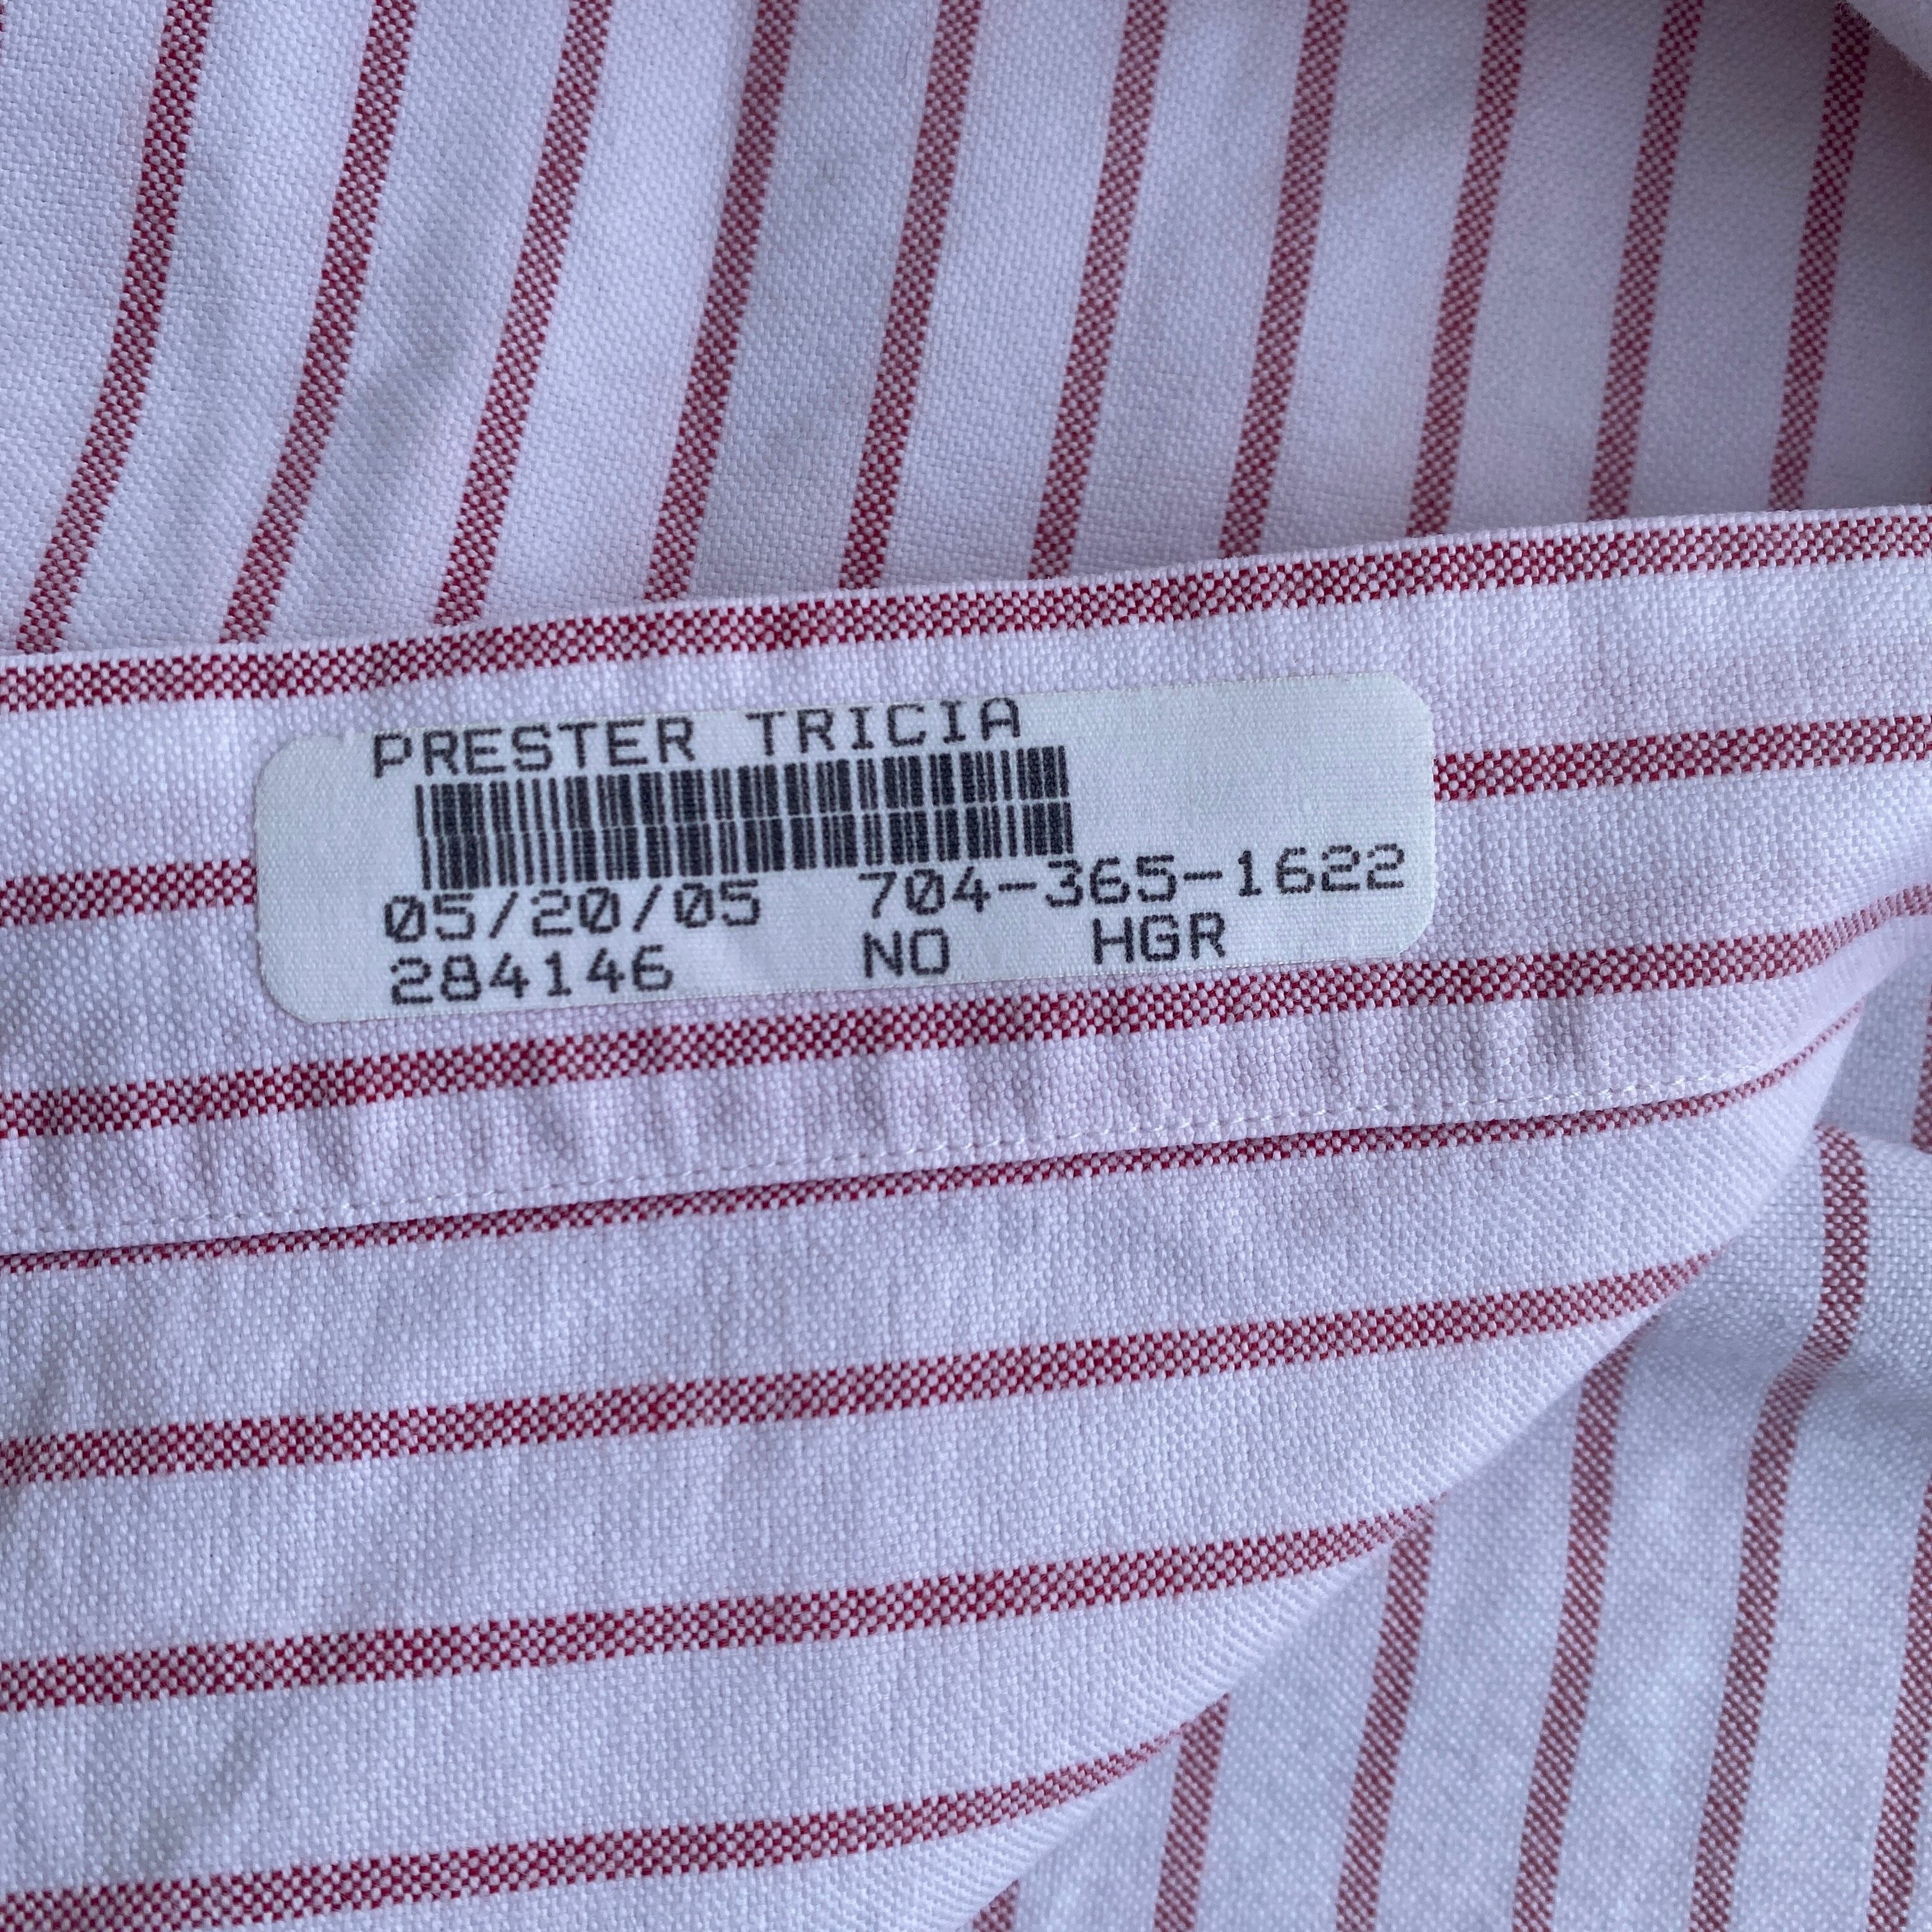 PRESTER TRICIA
05/20/05 704-365-1622
284146 NO HGR